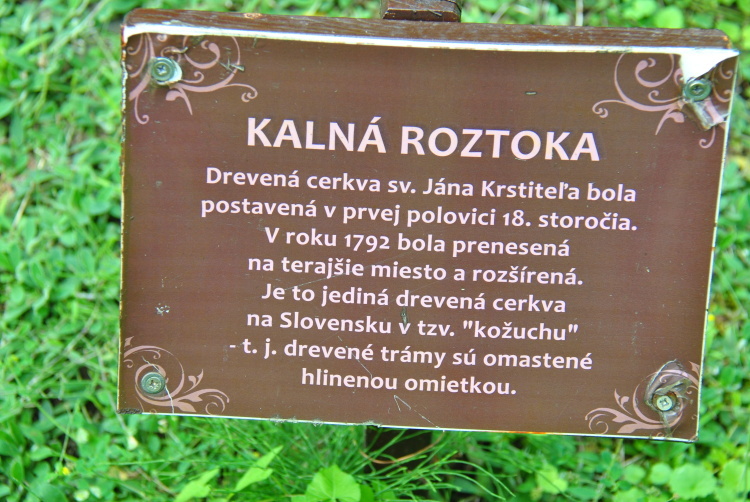 KALNÁ ROZTOKA
Drevená cerkva sv. Jána Krstiteľa bola
postavená v prvej polovici 18. storočia.
V roku 1792 bola prenesená
na terajšie miesto a rozšírená.
Je to jediná drevená cerkva
na Slovensku v tzv. "kožuchu"
- t. j. drevené trámy sú omastené
hlinenou omietkou.